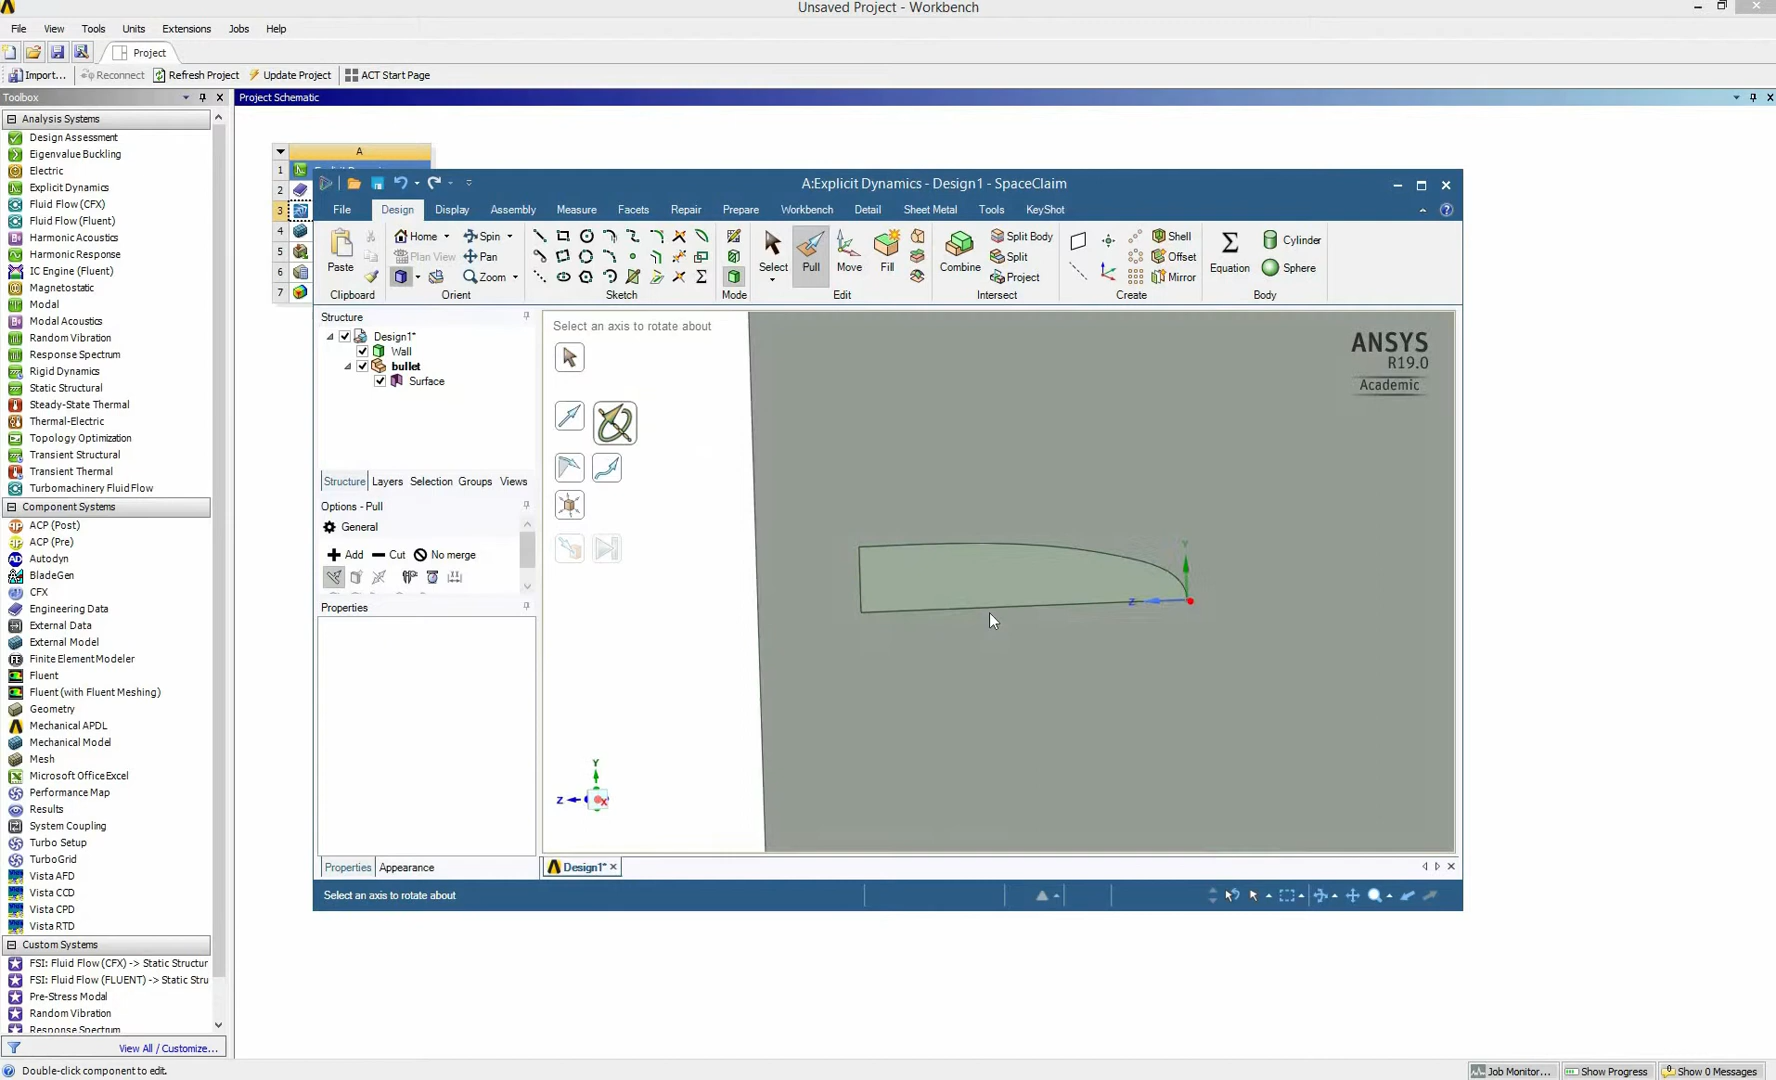 Unsaved Project - Workbench
File View Tools Units Extensions Jobs Help
Project
Import... Reconnect Refresh Project Update Project ACT Start Page
Toolbox
Analysis Systems
Design Assessment
Eigenvalue Buckling
Electric
Explicit Dynamics
Fluid Flow (CFX)
Fluid Flow (Fluent)
Harmonic Acoustics
Harmonic Response
IC Engine (Fluent)
Magnetostatic
Modal
Modal Acoustics
Random Vibration
Response Spectrum
Rigid Dynamics
Static Structural
Steady-State Thermal
Thermal-Electric
Topology Optimization
Transient Structural
Transient Thermal
Turbomachinery Fluid Flow
Component Systems
ACP (Post)
ACP (Pre)
Autodyn
BladeGen
CFX
Engineering Data
External Data
External Model
Finite Element Modeler
Fluent
Fluent (with Fluent Meshing)
Geometry
Mechanical APDL
Mechanical Model
Mesh
Microsoft Office Excel
Performance Map
Results
System Coupling
Turbo Setup
TurboGrid
Vista AFD
Vista CCD
Vista CPD
Vista RTD
Custom Systems
FSI: Fluid Flow (CFX) -> Static Structur
FSI: Fluid Flow (FLUENT) -> Static Stru
Pre-Stress Modal
Random Vibration
Response Spectrum
View All / Customize...
Project Schematic
A
1
2
3
4
5
6
7
A:Explicit Dynamics - Design1 - SpaceClaim
File Design Display Assembly Measure Facets Repair Prepare Workbench Detail Sheet Metal Tools KeyShot
Paste
Clipboard
Home Spin
Plan View Pan
Zoom
Orient
Sketch
Mode
Select Pull Move Fill
Edit
Combine Split Body
Split
Project
Intersect
Shell
Offset
Mirror
Create
Equation Cylinder
Sphere
Body
Structure
Design1*
Wall
bullet
Surface
Structure Layers Selection Groups Views
Options - Pull
General
Add Cut No merge
Properties
Properties Appearance
Select an axis to rotate about
ANSYS
R19.0
Academic
Y
Z
Y
Z X
Design1*
Select an axis to rotate about
Double-click component to edit.
Job Monitor... Show Progress Show 0 Messages